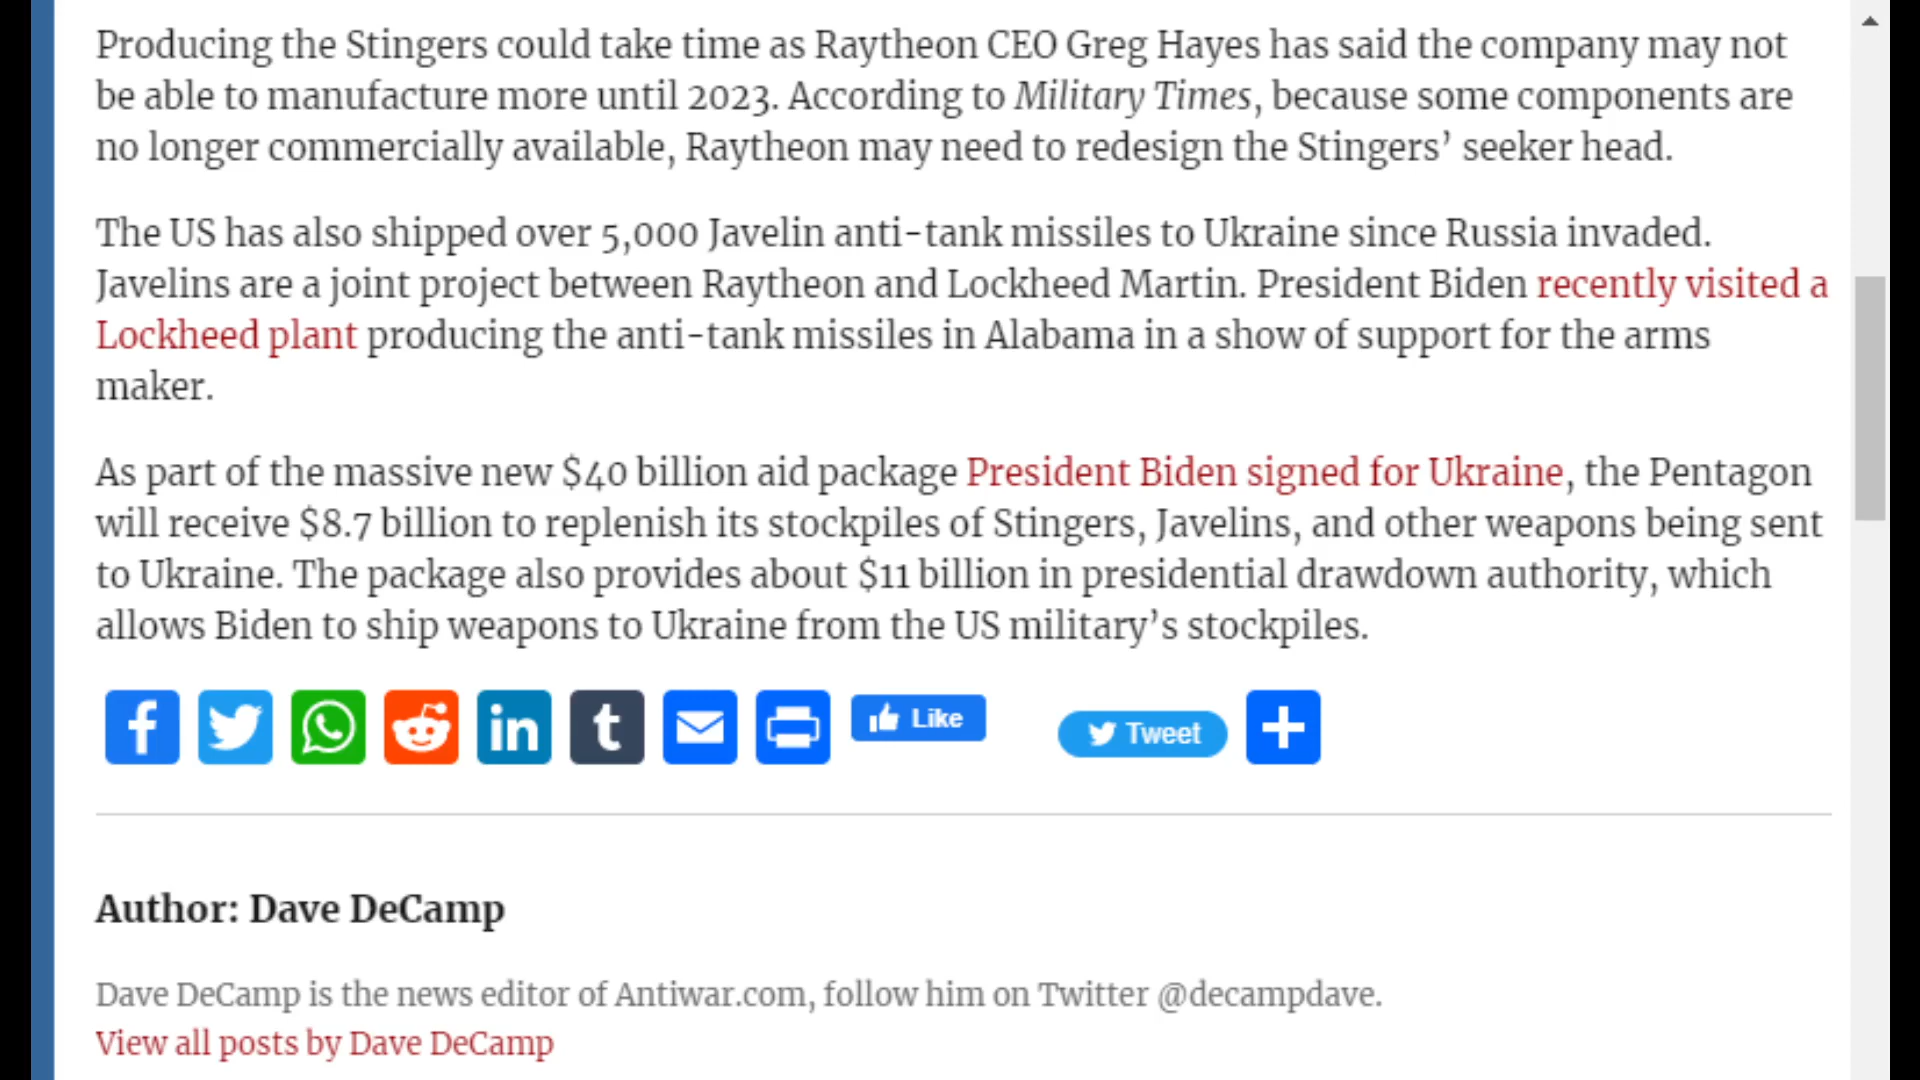 Producing the Stingers could take time as Raytheon CEO Greg Hayes has said the company may not
be able to manufacture more until 2023. According to Military Times, because some components are
no longer commercially available, Raytheon may need to redesign the Stingers’ seeker head.
The US has also shipped over 5,000 Javelin anti-tank missiles to Ukraine since Russia invaded.
Javelins are a joint project between Raytheon and Lockheed Martin. President Biden recently visited a
Lockheed plant producing the anti-tank missiles in Alabama in a show of support for the arms
maker.
As part of the massive new $40 billion aid package President Biden signed for Ukraine, the Pentagon
will receive $8.7 billion to replenish its stockpiles of Stingers, Javelins, and other weapons being sent
to Ukraine. The package also provides about $11 billion in presidential drawdown authority, which
allows Biden to ship weapons to Ukraine from the US military’s stockpiles.
Like
Tweet
Author: Dave DeCamp
Dave DeCamp is the news editor of Antiwar.com, follow him on Twitter @decampdave.
View all posts by Dave DeCamp